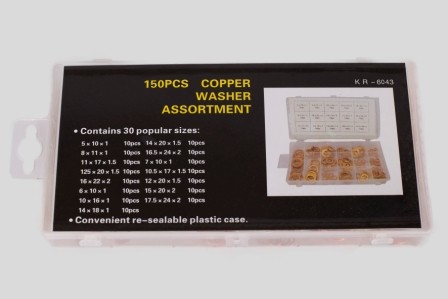 150PCS COPPER
WASHER
ASSORTMENT
KR-6043
• Contains 30 popular sizes:
5×10×1 10pcs 14×20×1.5 10pcs
8×11×1 10pcs 16.5×24×2 10pcs
11×17×1.5 10pcs 7×10×1 10pcs
125×20×1.5 10pcs 10.5×17×1.5 10pcs
16×22×2 10pcs 12×20×1.5 10pcs
6×10×1 10pcs 15×20×2 10pcs
10×16×1 10pcs 17.5×24×2 10pcs
14×18×1 10pcs
• Convenient re-sealable plastic case.